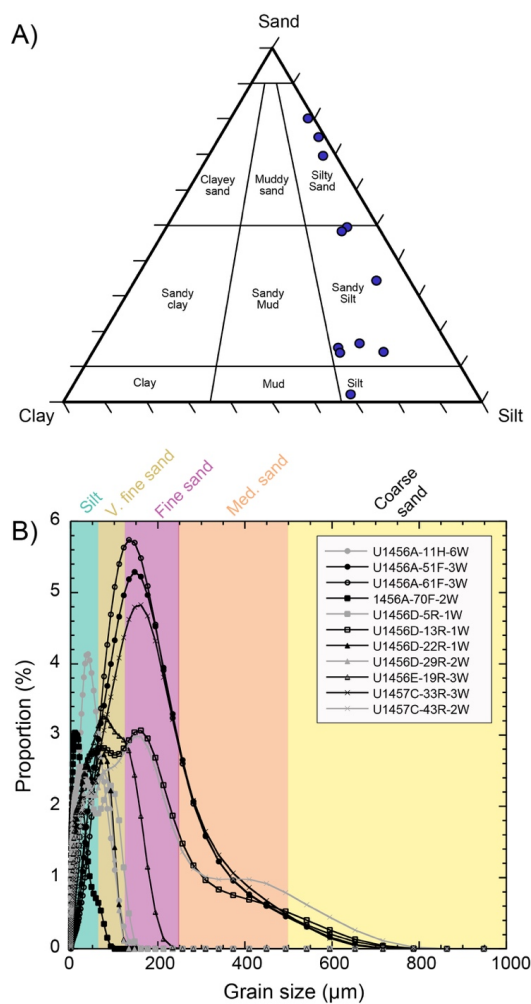 A)
Sand
Clayey sand
Muddy sand
Silty Sand
Sandy clay
Sandy Mud
Sandy Silt
Clay
Mud
Silt
Clay
Silt
Silt
V. fine sand
Fine sand
Med. sand
Coarse sand
B)
6
5
4
3
2
1
0
Proportion (%)
U1456A-11H-6W
U1456A-51F-3W
U1456A-61F-3W
1456A-70F-2W
U1456D-5R-1W
U1456D-13R-1W
U1456D-22R-1W
U1456D-29R-2W
U1456E-19R-3W
U1457C-33R-3W
U1457C-43R-2W
0
200
400
600
800
1000
Grain size (µm)